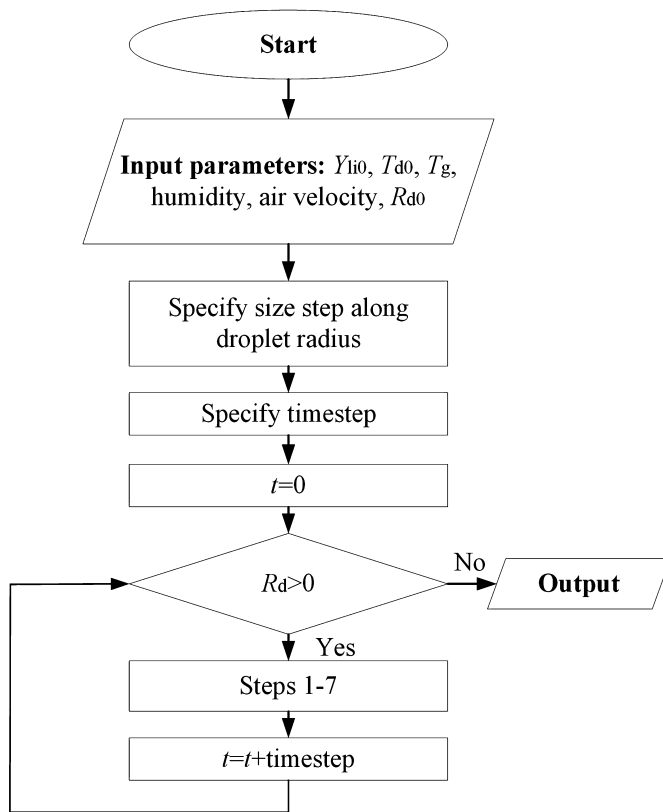 Start
Input parameters: Yli0, Td0, Tg,
humidity, air velocity, Rd0
Specify size step along
droplet radius
Specify timestep
t=0
Rd>0
No
Output
Yes
Steps 1-7
t=t+timestep